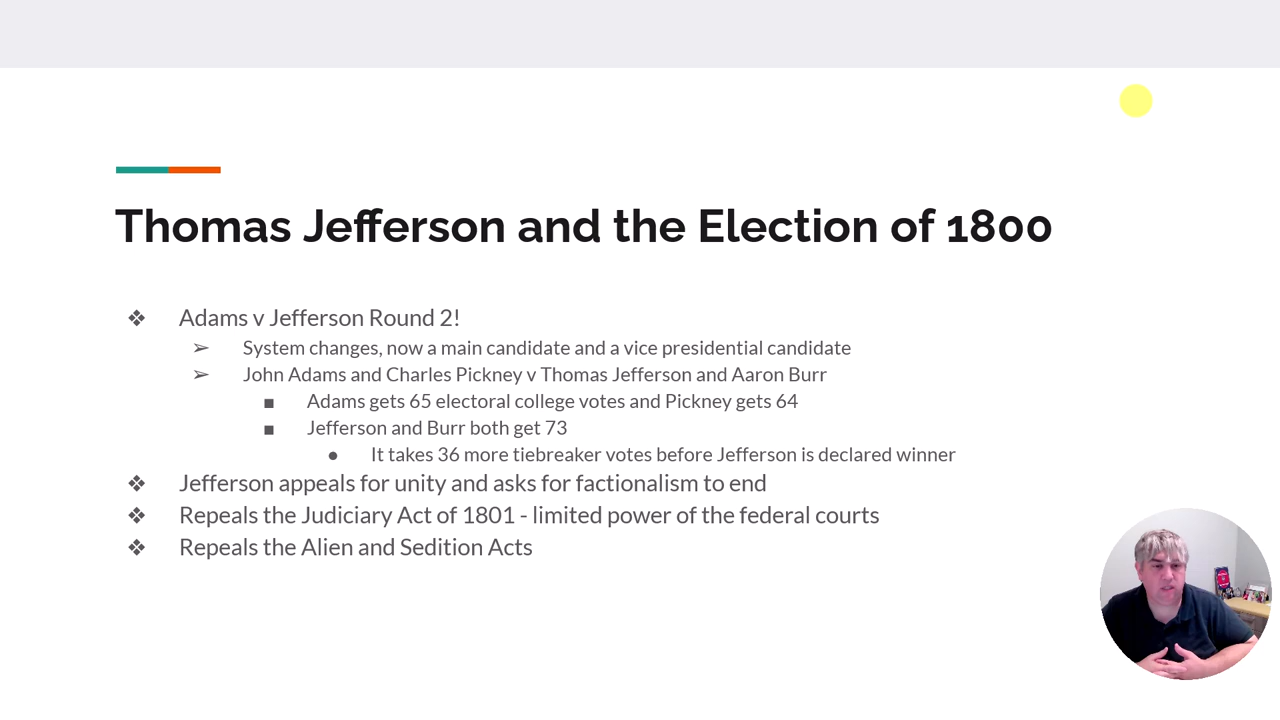 Thomas Jefferson and the Election of 1800
❖ Adams v Jefferson Round 2!
➢ System changes, now a main candidate and a vice presidential candidate
➢ John Adams and Charles Pickney v Thomas Jefferson and Aaron Burr
■ Adams gets 65 electoral college votes and Pickney gets 64
■ Jefferson and Burr both get 73
● It takes 36 more tiebreaker votes before Jefferson is declared winner
❖ Jefferson appeals for unity and asks for factionalism to end
❖ Repeals the Judiciary Act of 1801 - limited power of the federal courts
❖ Repeals the Alien and Sedition Acts